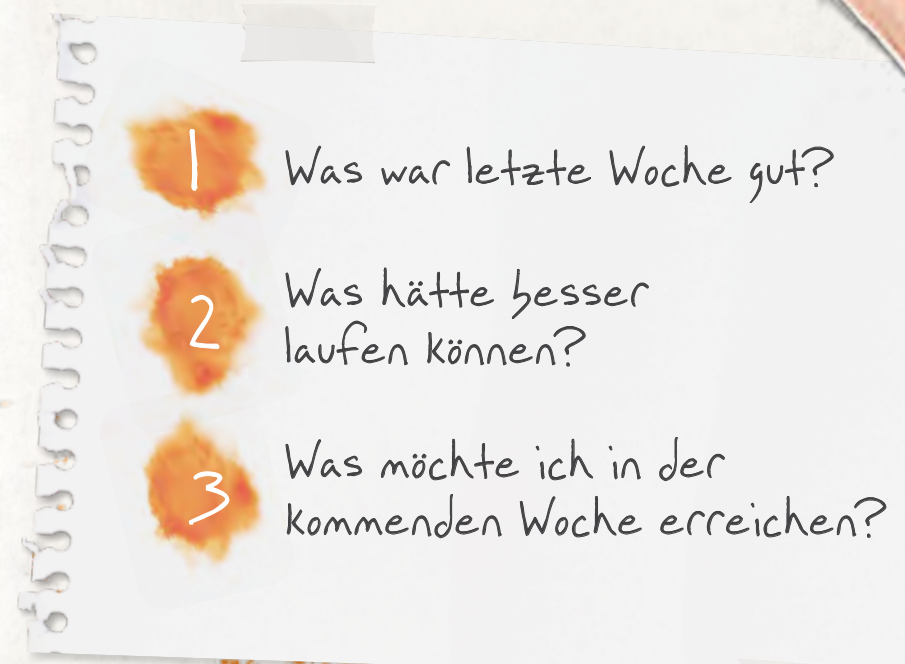 1 Was war letzte Woche gut?
2 Was hätte besser
laufen können?
3 Was möchte ich in der
kommenden Woche erreichen?